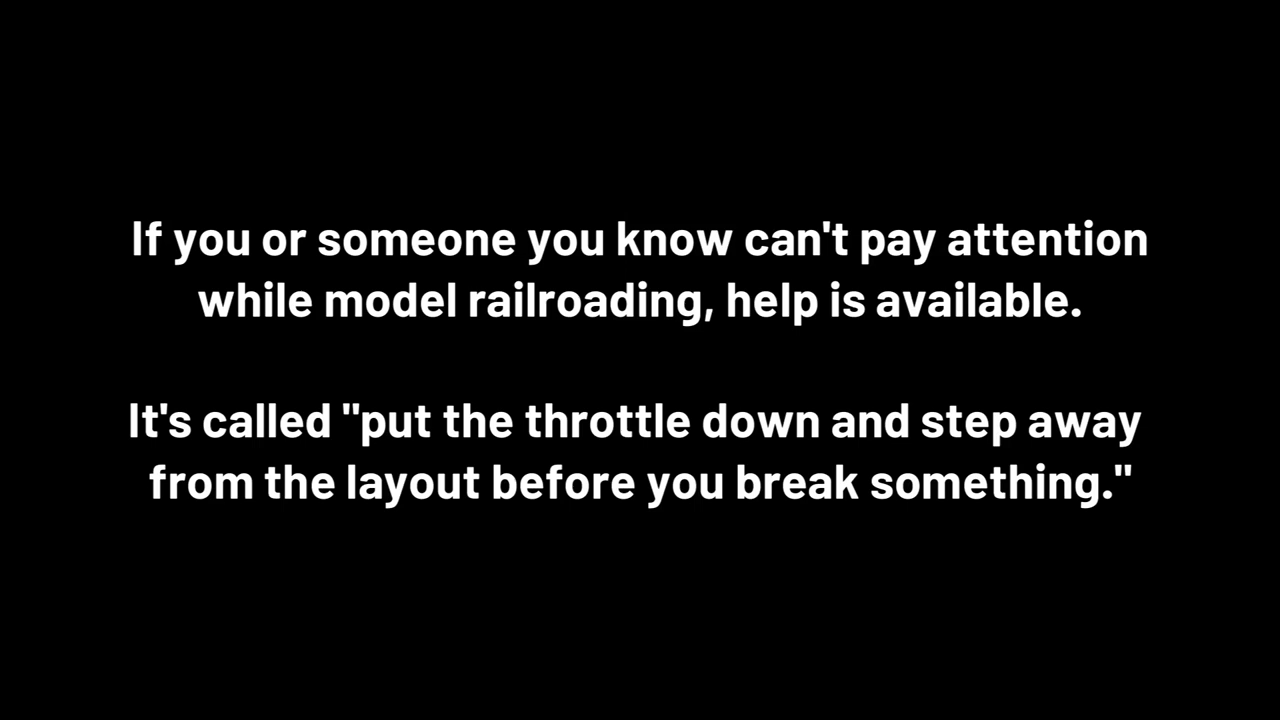 If you or someone you know can't pay attention
while model railroading, help is available.
It's called "put the throttle down and step away
from the layout before you break something."